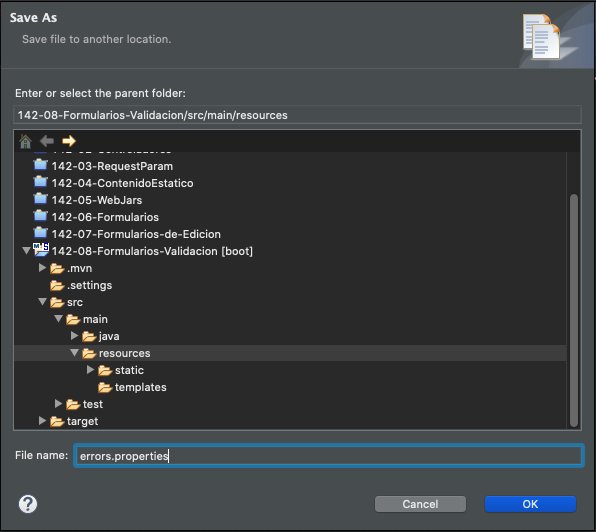 Save As
Save file to another location.
Enter or select the parent folder:
142-08-Formularios-Validacion/src/main/resources
142-03-RequestParam
142-04-ContenidoEstatico
142-05-WebJars
142-06-Formularios
142-07-Formularios-de-Edicion
142-08-Formularios-Validacion [boot]
.mvn
.settings
src
main
java
resources
static
templates
test
target
File name: errors.properties
? Cancel OK